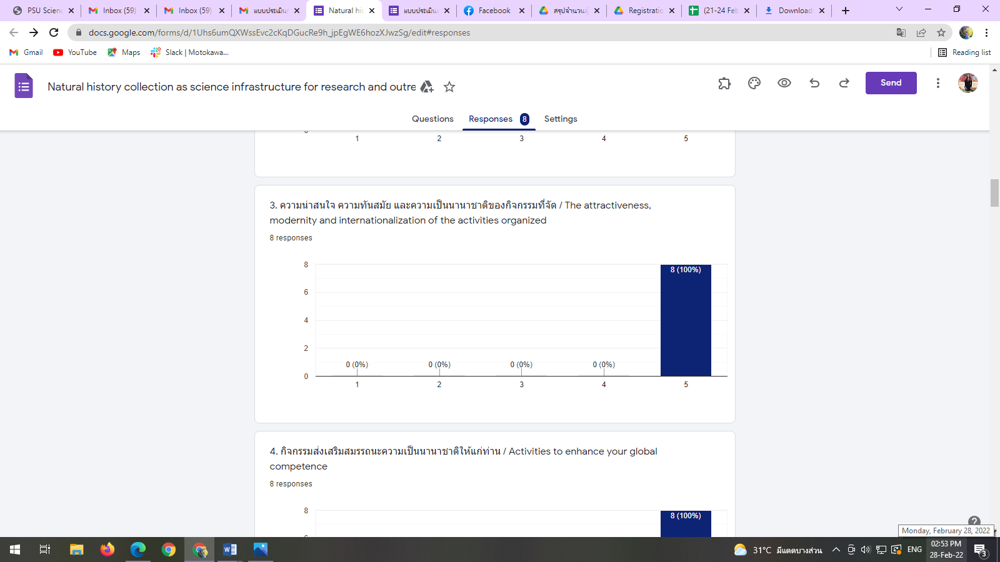 PSU Scienc
Inbox (59)
Inbox (59)
แบบประเมิน
Natural his
แบบประเมิน
Facebook
สรุปจำนวนผู้
Registratio
(21-24 Feb
Download
docs.google.com/forms/d/1Uhs6umQXWssEvc2cKqDGucRe9h_jpEgWE6hozXJwzSg/edit#responses
Gmail
YouTube
Maps
Slack | Motokawa...
Reading list
Natural history collection as science infrastructure for research and outre
Send
Questions
Responses 8
Settings
1 2 3 4 5
3. ความน่าสนใจ ความทันสมัย และความเป็นนานาชาติของกิจกรรมที่จัด / The attractiveness,
modernity and internationalization of the activities organized
8 responses
8
8 (100%)
6
4
2
0 (0%) 0 (0%) 0 (0%) 0 (0%)
0
1 2 3 4 5
4. กิจกรรมส่งเสริมสมรรถนะความเป็นนานาชาติให้แก่ท่าน / Activities to enhance your global
competence
8 responses
8
8 (100%)
Monday, February 28, 2022
31°C มีแดดบางส่วน
ENG
02:53 PM
28-Feb-22
3